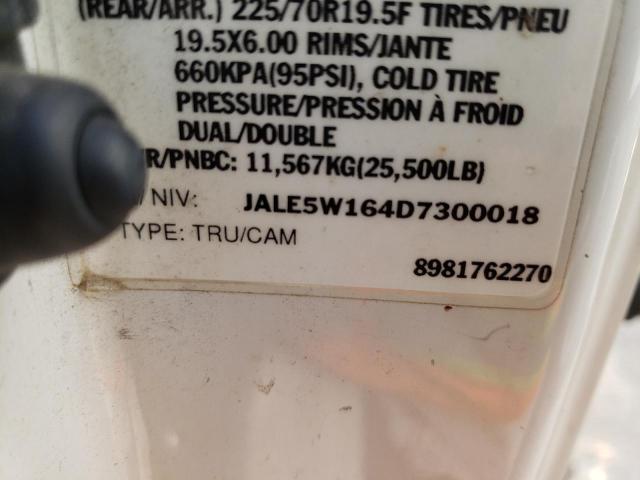 (REAR/ARR.) 225/70R19.5F TIRES/PNEU
19.5X6.00 RIMS/JANTE
660KPA(95PSI), COLD TIRE
PRESSURE/PRESSION À FROID
DUAL/DOUBLE
R/PNBC: 11,567KG(25,500LB)
/ NIV: JALE5W164D7300018
TYPE: TRU/CAM
8981762270